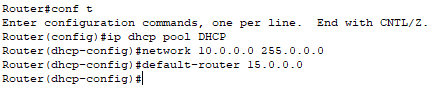 Router#conf t
Enter configuration commands, one per line.  End with CNTL/Z.
Router(config)#ip dhcp pool DHCP
Router(dhcp-config)#network 10.0.0.0 255.0.0.0
Router(dhcp-config)#default-router 15.0.0.0
Router(dhcp-config)#